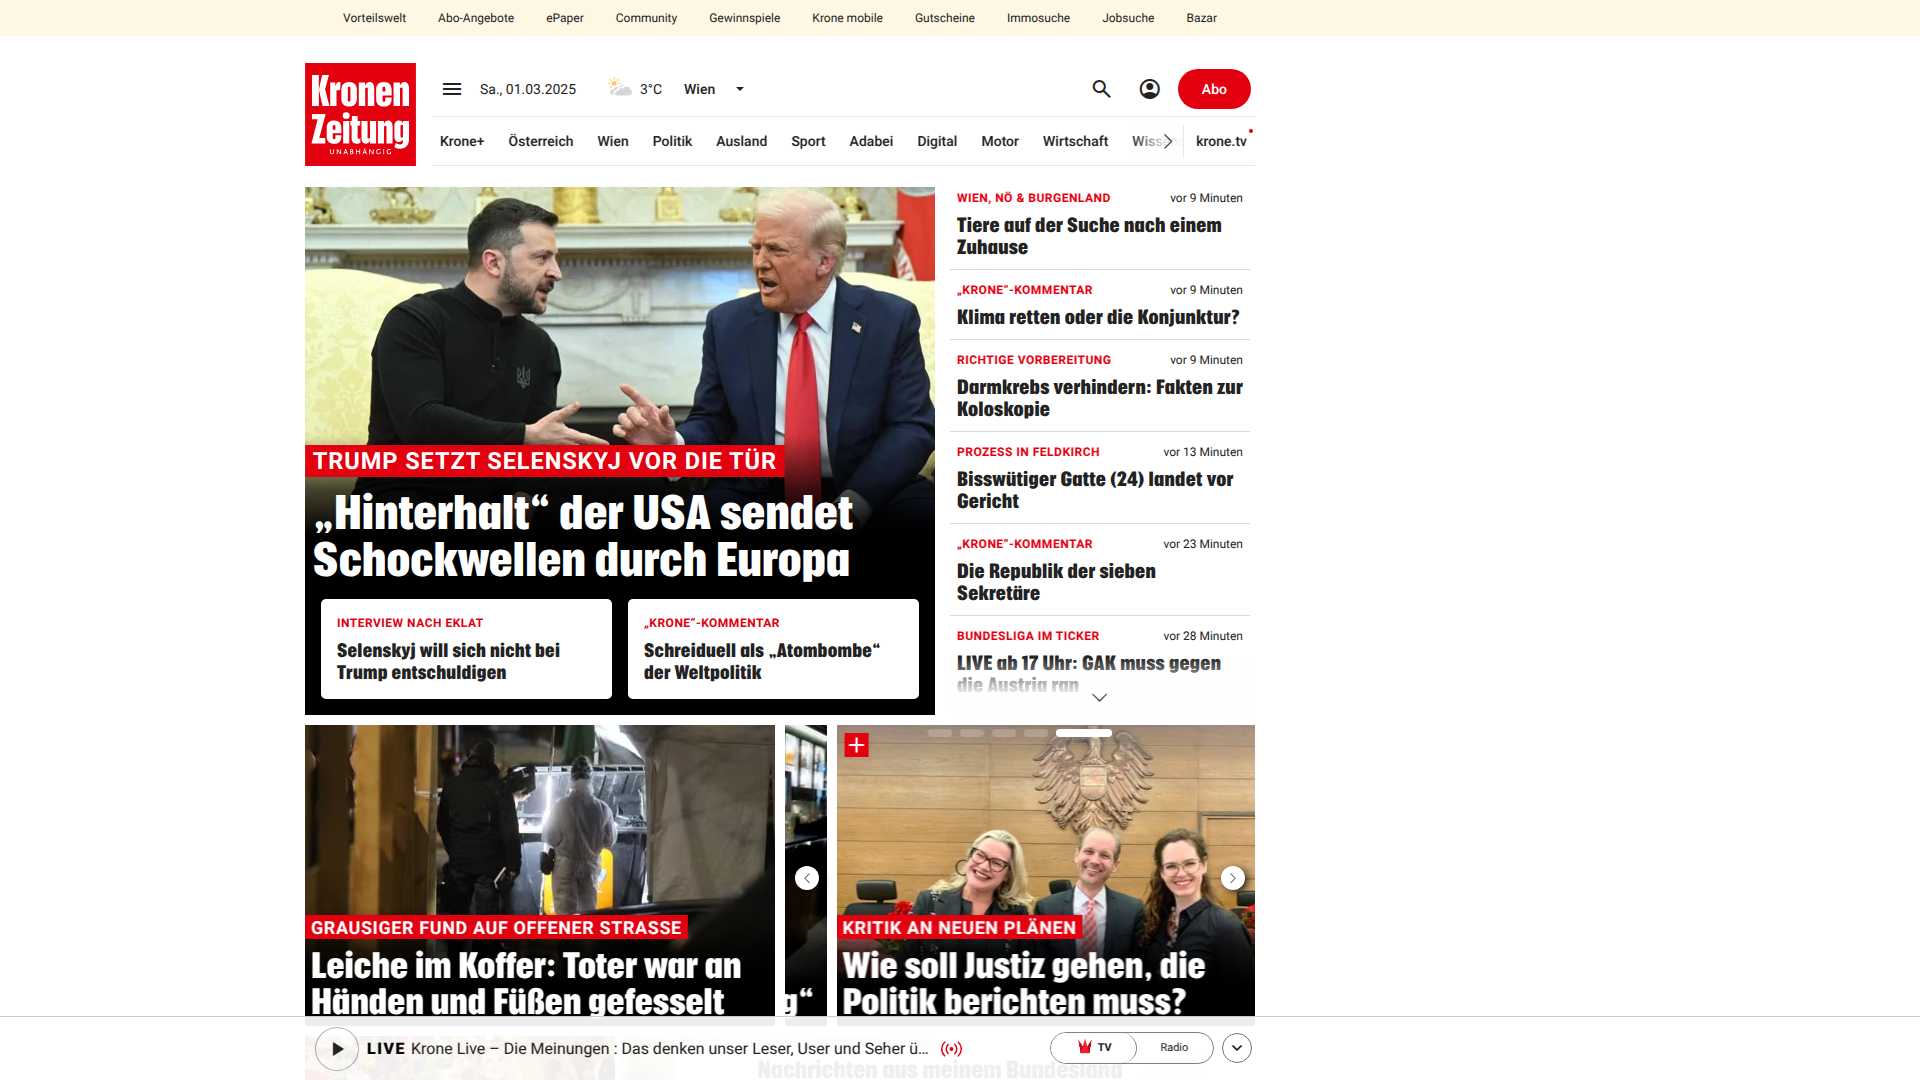 Vorteilswelt Abo-Angebote ePaper Community Gewinnspiele Krone mobile Gutscheine Immosuche Jobsuche Bazar
Kronen
Zeitung
UNABHÄNGIG
Sa., 01.03.2025 3°C Wien
Abo
Krone+ Österreich Wien Politik Ausland Sport Adabei Digital Motor Wirtschaft krone.tv
TRUMP SETZT SELENSKYJ VOR DIE TÜR
„Hinterhalt“ der USA sendet
Schockwellen durch Europa
INTERVIEW NACH EKLAT
Selenskyj will sich nicht bei
Trump entschuldigen
„KRONE“-KOMMENTAR
Schreiduell als „Atombombe“
der Weltpolitik
WIEN, NÖ & BURGENLAND vor 9 Minuten
Tiere auf der Suche nach einem
Zuhause
„KRONE“-KOMMENTAR vor 9 Minuten
Klima retten oder die Konjunktur?
RICHTIGE VORBEREITUNG vor 9 Minuten
Darmkrebs verhindern: Fakten zur
Koloskopie
PROZESS IN FELDKIRCH vor 13 Minuten
Bisswütiger Gatte (24) landet vor
Gericht
„KRONE“-KOMMENTAR vor 23 Minuten
Die Republik der sieben
Sekretäre
BUNDESLIGA IM TICKER vor 28 Minuten
LIVE ab 17 Uhr: GAK muss gegen
die Austria ran
GRAUSIGER FUND AUF OFFENER STRASSE
Leiche im Koffer: Toter war an
Händen und Füßen gefesselt
g“
KRITIK AN NEUEN PLÄNEN
Wie soll Justiz gehen, die
Politik berichten muss?
LIVE Krone Live – Die Meinungen : Das denken unser Leser, User und Seher ü...
TV Radio
Nachrichten aus meinem Bundesland